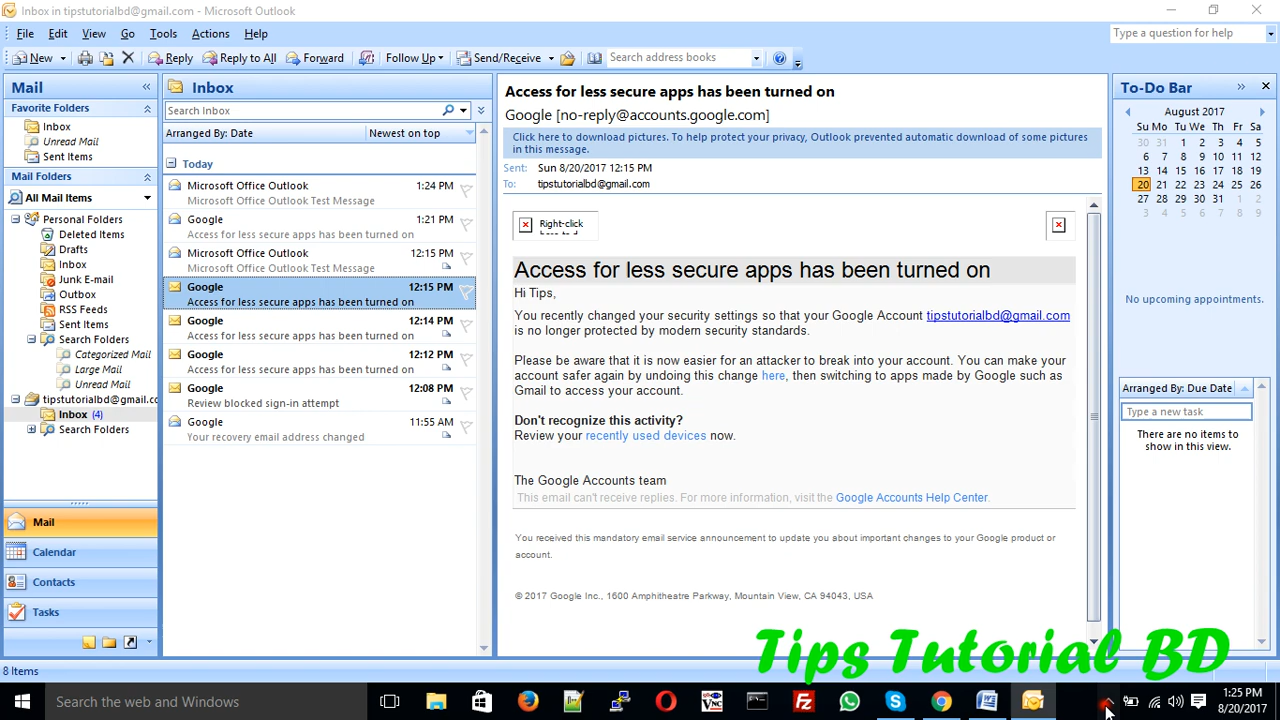 Inbox in tipstutorialbd@gmail.com - Microsoft Outlook
File Edit View Go Tools Actions Help
Type a question for help
New Reply Reply to All Forward Follow Up Send/Receive Search address books
Mail
Favorite Folders
Inbox
Unread Mail
Sent Items
Mail Folders
All Mail Items
Personal Folders
Deleted Items
Drafts
Inbox
Junk E-mail
Outbox
RSS Feeds
Sent Items
Search Folders
Categorized Mail
Large Mail
Unread Mail
tipstutorialbd@gmail.co
Inbox (4)
Search Folders
Mail
Calendar
Contacts
Tasks
8 Items
Inbox
Search Inbox
Arranged By: Date Newest on top
Today
Microsoft Office Outlook 1:24 PM
Microsoft Office Outlook Test Message
Google 1:21 PM
Access for less secure apps has been turned on
Microsoft Office Outlook 12:15 PM
Microsoft Office Outlook Test Message
Google 12:15 PM
Access for less secure apps has been turned on
Google 12:14 PM
Access for less secure apps has been turned on
Google 12:12 PM
Access for less secure apps has been turned on
Google 12:08 PM
Review blocked sign-in attempt
Google 11:55 AM
Your recovery email address changed
Access for less secure apps has been turned on
Google [no-reply@accounts.google.com]
Click here to download pictures. To help protect your privacy, Outlook prevented automatic download of some pictures
in this message.
Sent: Sun 8/20/2017 12:15 PM
To: tipstutorialbd@gmail.com
Right-click
Access for less secure apps has been turned on
Hi Tips,
You recently changed your security settings so that your Google Account tipstutorialbd@gmail.com
is no longer protected by modern security standards.
Please be aware that it is now easier for an attacker to break into your account. You can make your
account safer again by undoing this change here, then switching to apps made by Google such as
Gmail to access your account.
Don't recognize this activity?
Review your recently used devices now.
The Google Accounts team
This email can't receive replies. For more information, visit the Google Accounts Help Center.
You received this mandatory email service announcement to update you about important changes to your Google product or
account.
© 2017 Google Inc., 1600 Amphitheatre Parkway, Mountain View, CA 94043, USA
To-Do Bar
August 2017
Su Mo Tu We Th Fr Sa
30 31 1 2 3 4 5
6 7 8 9 10 11 12
13 14 15 16 17 18 19
20 21 22 23 24 25 26
27 28 29 30 31 1 2
3 4 5 6 7 8 9
No upcoming appointments.
Arranged By: Due Date
Type a new task
There are no items to
show in this view.
Tips Tutorial BD
Search the web and Windows
1:25 PM
8/20/2017